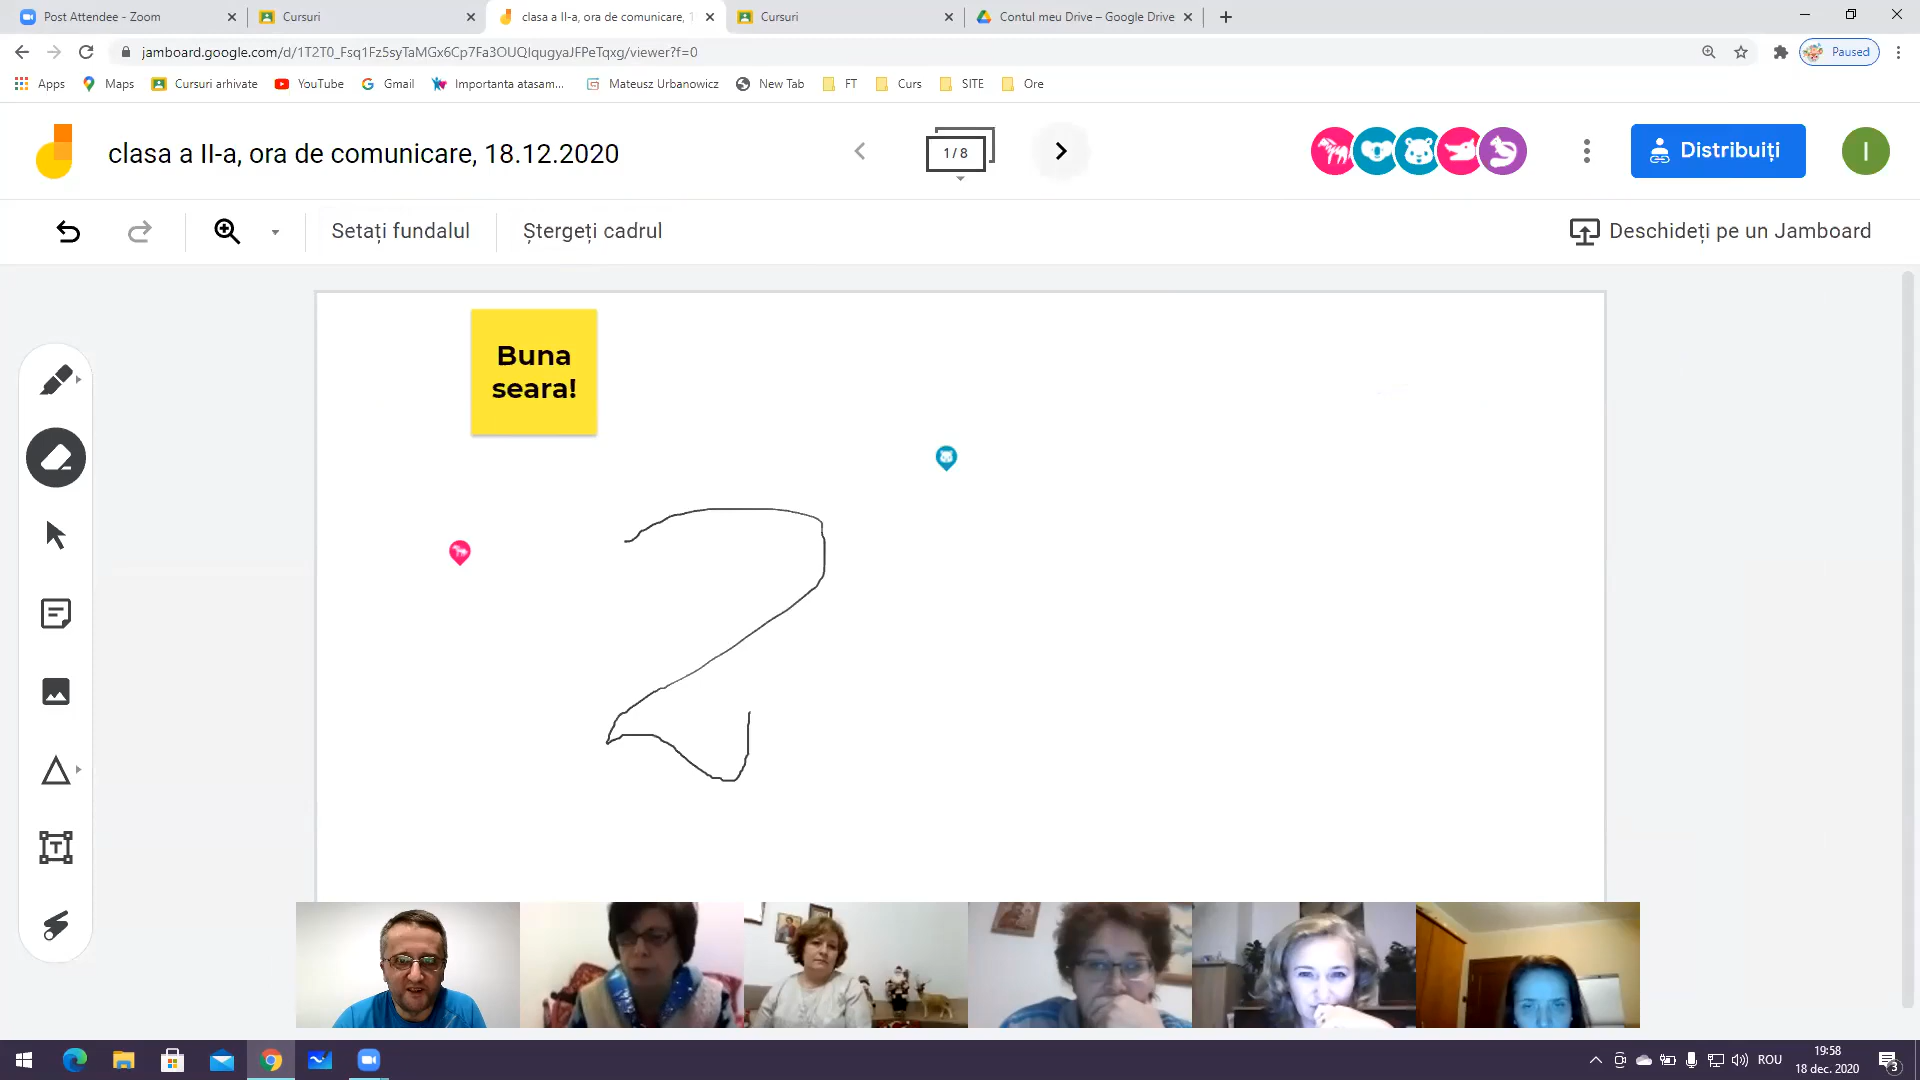 Post Attendee - Zoom
Cursuri
clasa a II-a, ora de comunicare, 1
Cursuri
Contul meu Drive – Google Drive
jamboard.google.com/d/1T2T0_Fsq1Fz5syTaMGx6Cp7Fa3OUQIqugyaJFPeTqxg/viewer?f=0
Paused
Apps
Maps
Cursuri arhivate
YouTube
Gmail
Importanta atasam...
Mateusz Urbanowicz
New Tab
FT
Curs
SITE
Ore
clasa a II-a, ora de comunicare, 18.12.2020
1 / 8
Distribuiți
I
Setați fundalul
Ștergeți cadrul
Deschideți pe un Jamboard
Buna
seara!
2
T
ROU
19:58
18 dec. 2020
3